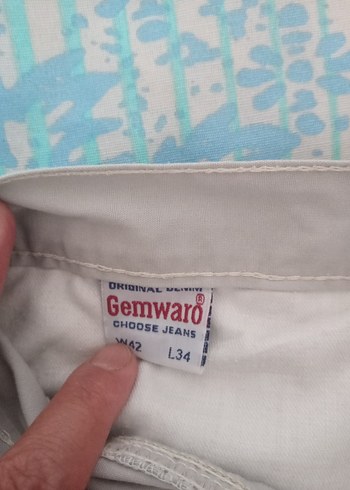 ORIGINAL DENIM
Gemwaro®
CHOOSE JEANS
W42 L34